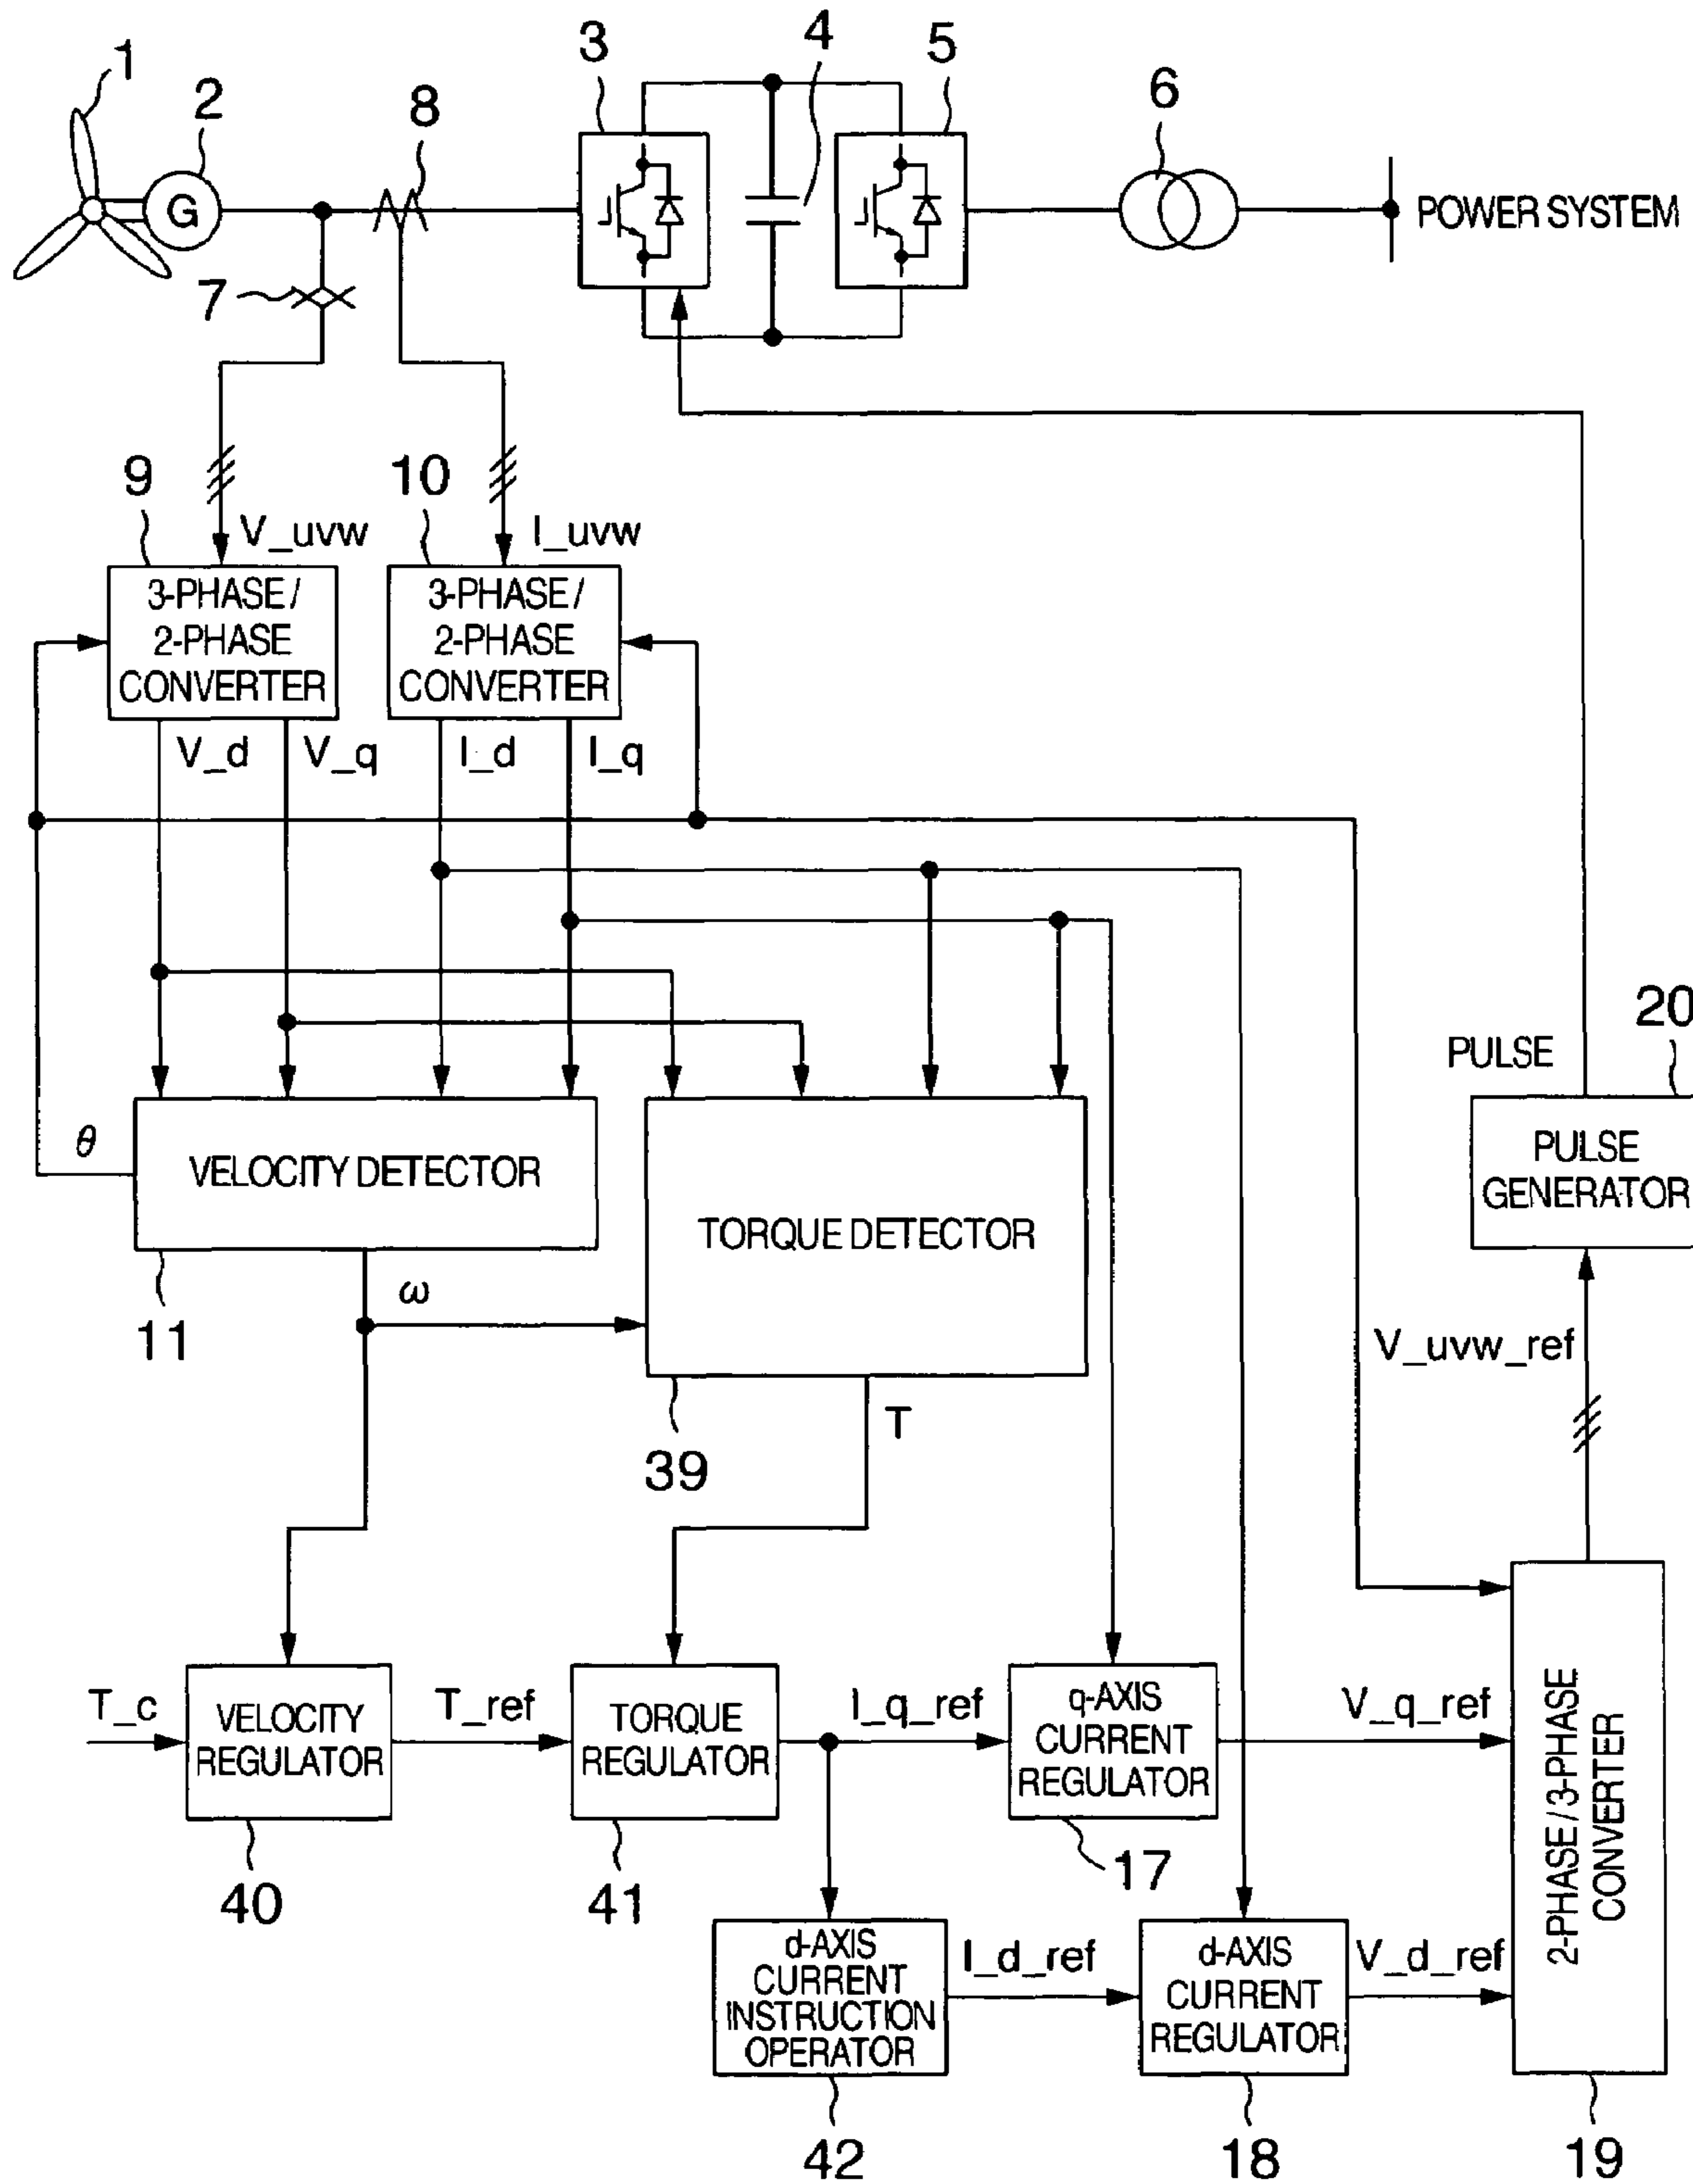 1
2
8
3
4
5
6
G
POWER SYSTEM
7
9
10
V_uvw
I_uvw
3-PHASE /
2-PHASE
CONVERTER
3-PHASE /
2-PHASE
CONVERTER
V_d
V_q
I_d
I_q
20
PULSE
PULSE
GENERATOR
θ
VELOCITY DETECTOR
TORQUE DETECTOR
11
ω
V_uvw_ref
39
T
T_c
VELOCITY
REGULATOR
T_ref
TORQUE
REGULATOR
I_q_ref
q-AXIS
CURRENT
REGULATOR
V_q_ref
2-PHASE / 3-PHASE
CONVERTER
40
41
17
d-AXIS
CURRENT
INSTRUCTION
OPERATOR
I_d_ref
d-AXIS
CURRENT
REGULATOR
V_d_ref
42
18
19